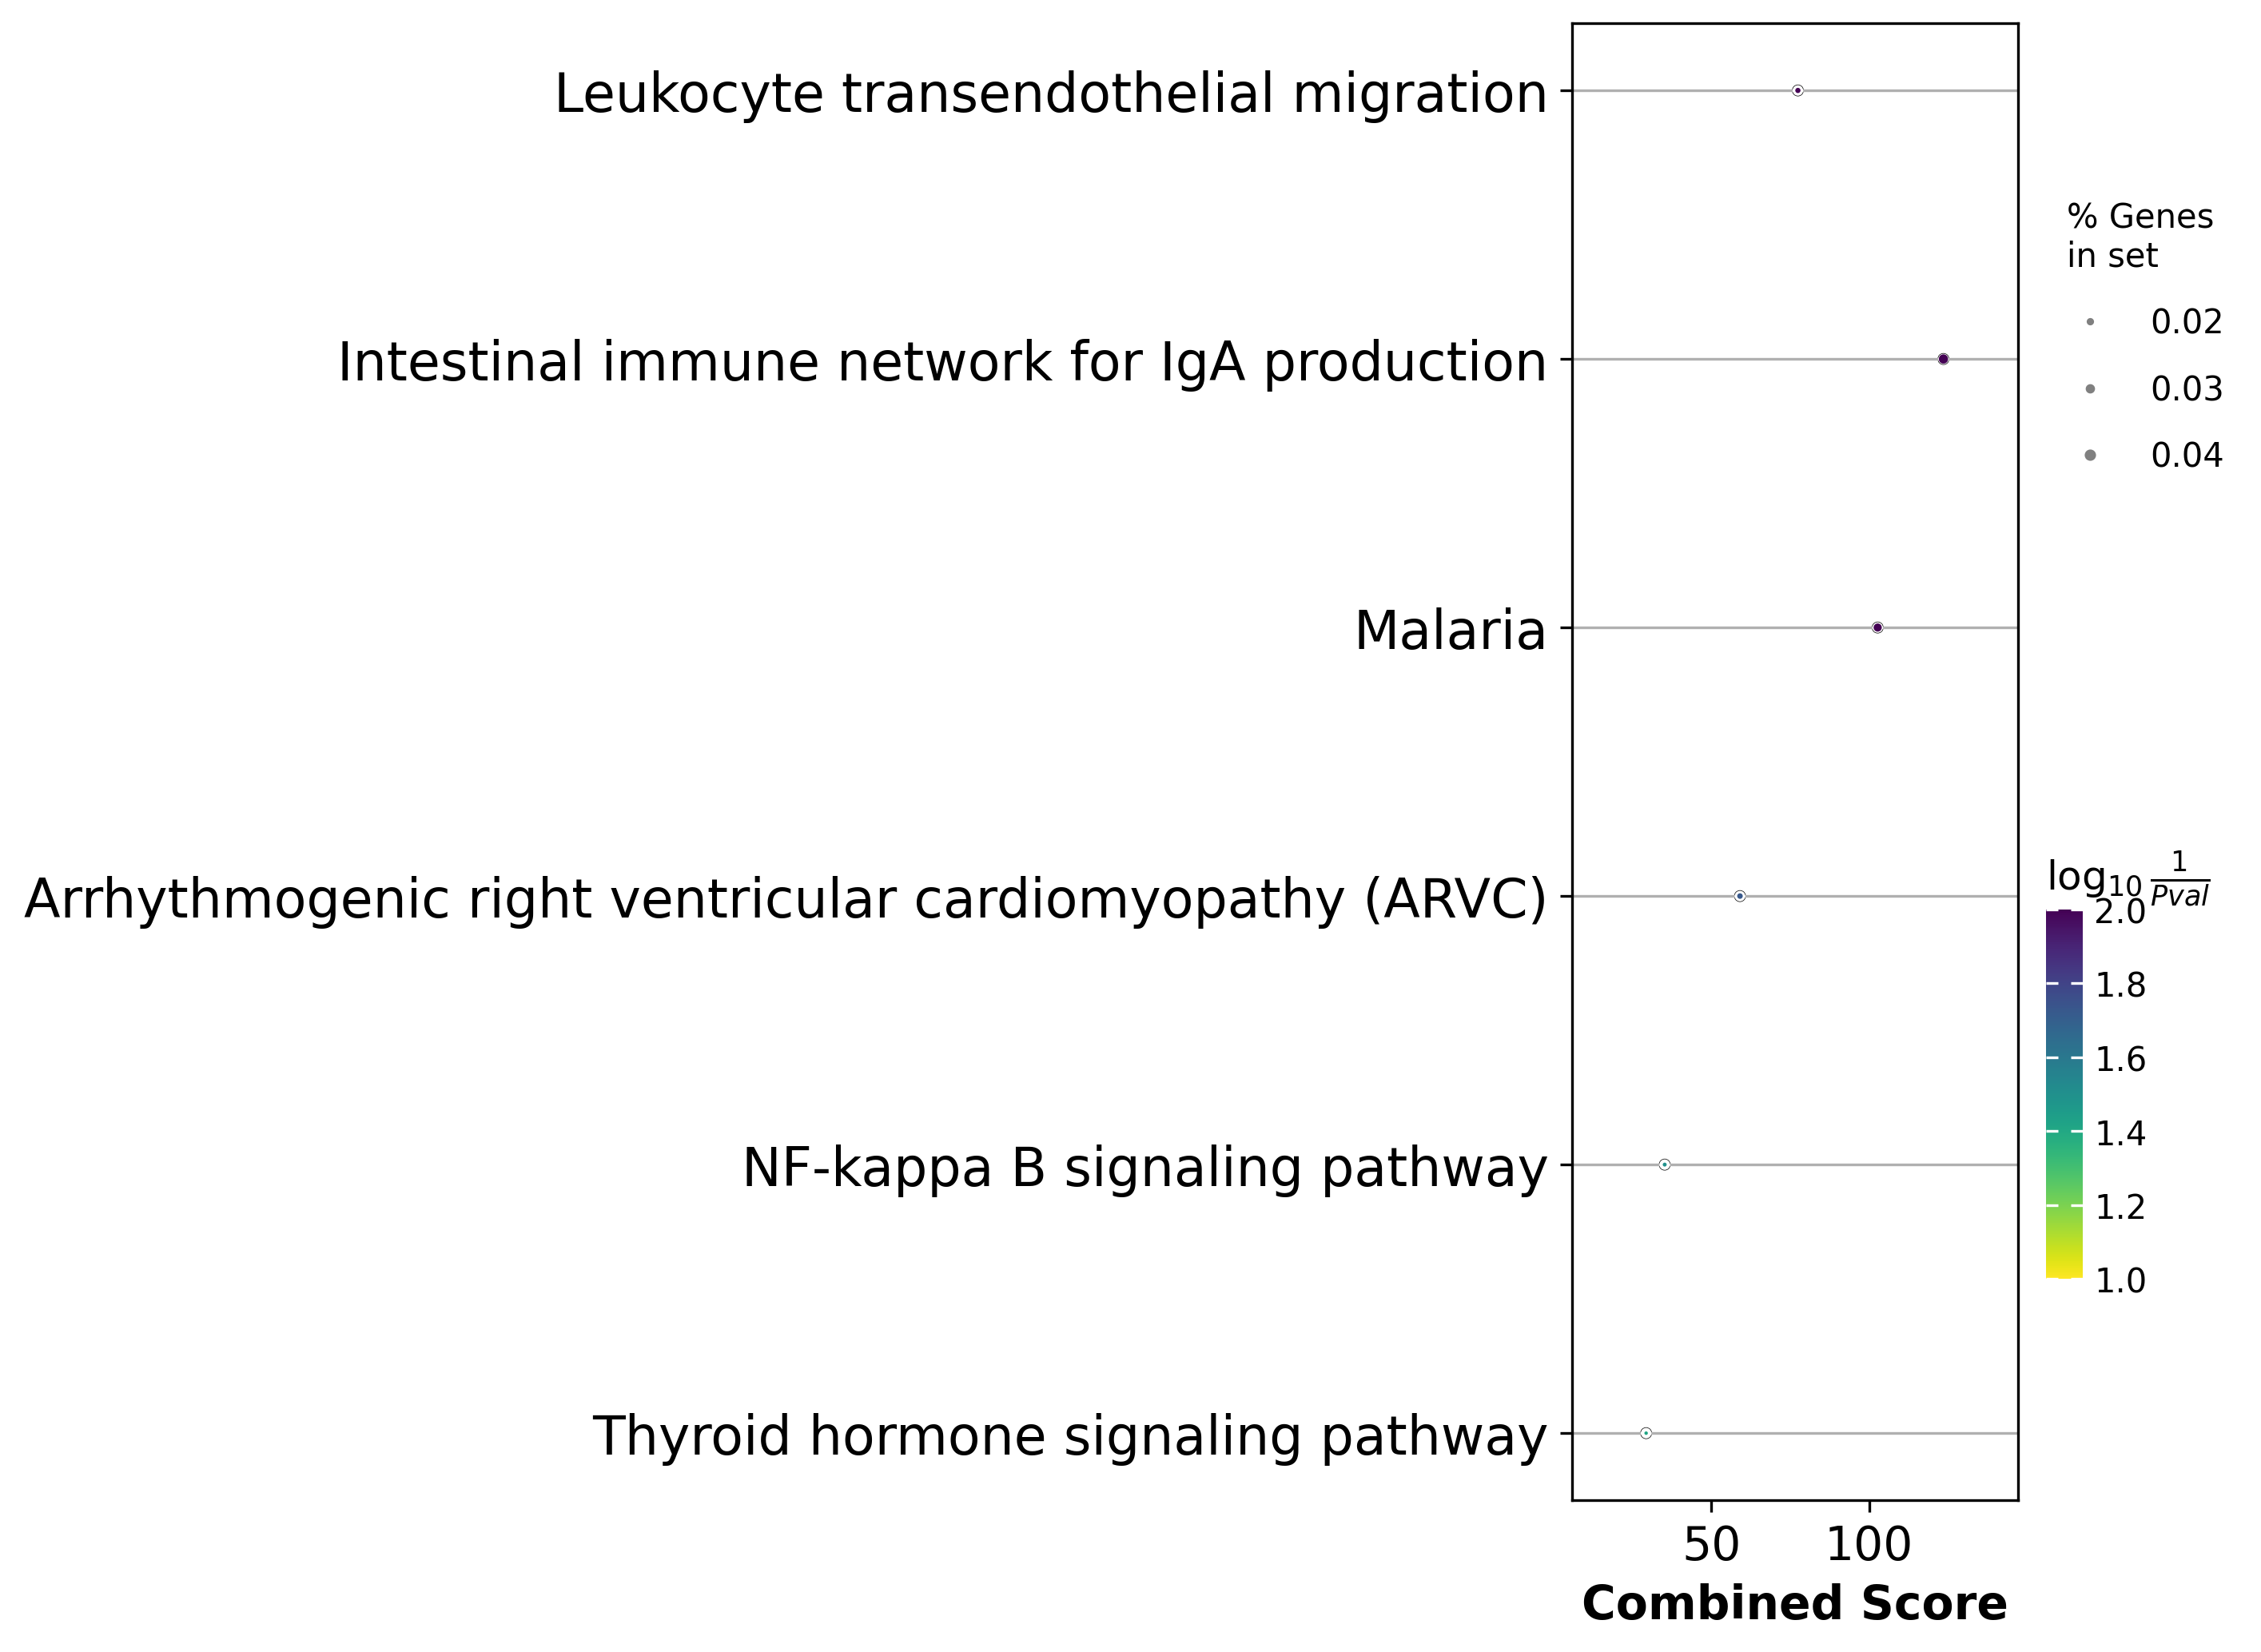 Leukocyte transendothelial migration
Intestinal immune network for IgA production
Malaria
Arrhythmogenic right ventricular cardiomyopathy (ARVC)
NF-kappa B signaling pathway
Thyroid hormone signaling pathway
50 100
Combined Score
% Genes
in set
0.02
0.03
0.04
log₁₀ 1/Pval
2.0
1.8
1.6
1.4
1.2
1.0